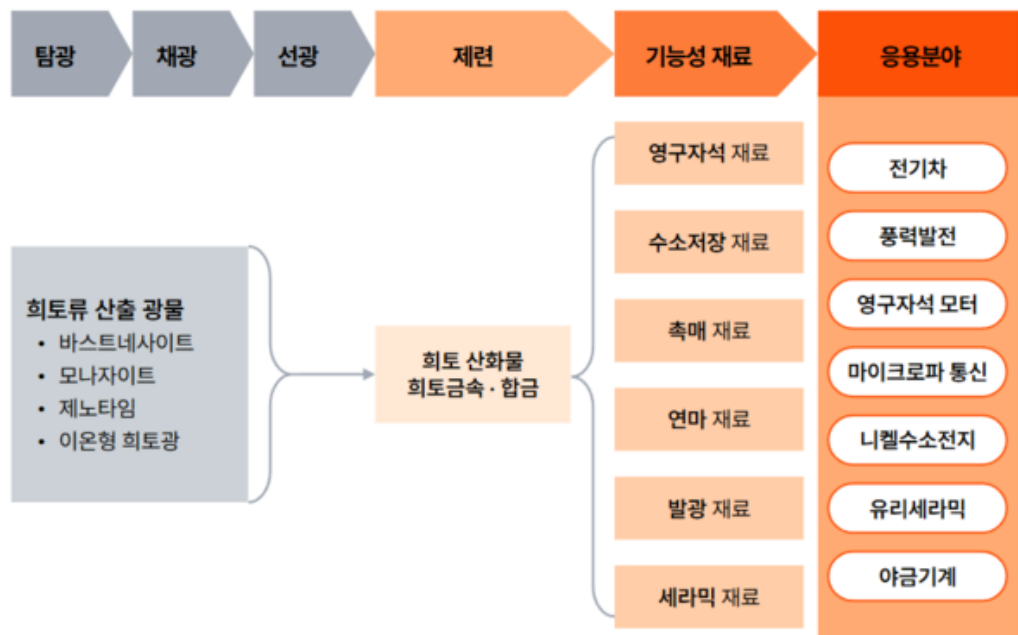 탐광
채광
선광
제련
기능성 재료
응용분야
희토류 산출 광물
• 바스트네사이트
• 모나자이트
• 제노타임
• 이온형 희토광
희토 산화물
희토금속 · 합금
영구자석 재료
수소저장 재료
촉매 재료
연마 재료
발광 재료
세라믹 재료
전기차
풍력발전
영구자석 모터
마이크로파 통신
니켈수소전지
유리세라믹
야금기계